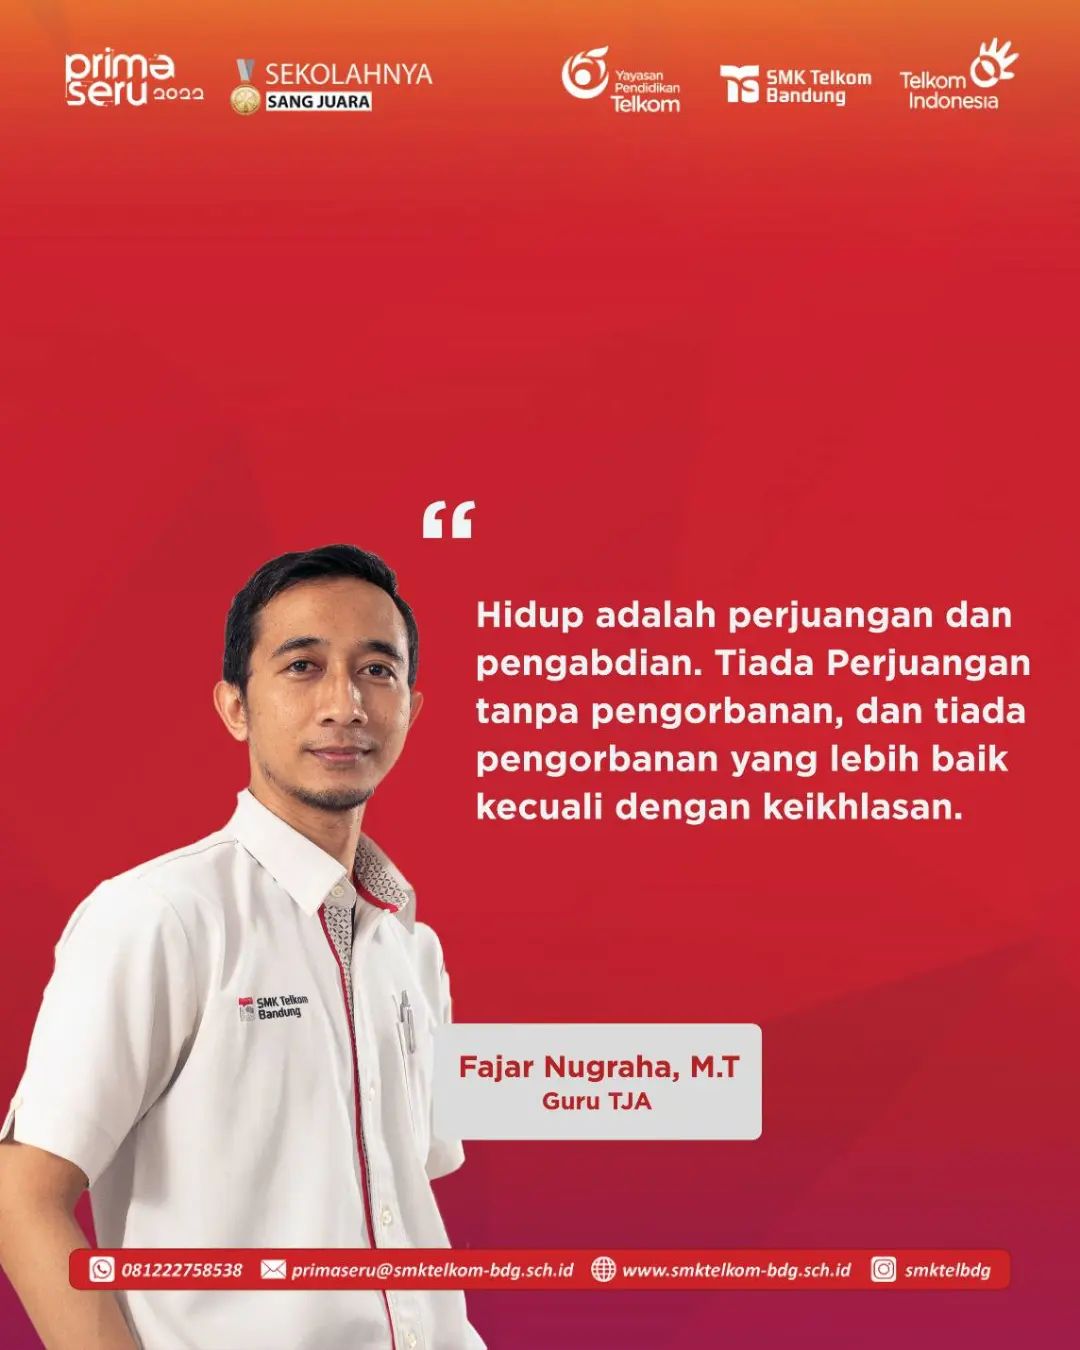 prima
seru 2022
SEKOLAHNYA
SANG JUARA
Yayasan
Pendidikan
Telkom
SMK Telkom
Bandung
Telkom
Indonesia
“
Hidup adalah perjuangan dan
pengabdian. Tiada Perjuangan
tanpa pengorbanan, dan tiada
pengorbanan yang lebih baik
kecuali dengan keikhlasan.
SMK Telkom
Bandung
Fajar Nugraha, M.T
Guru TJA
081222758538 primaseru@smktelkom-bdg.sch.id www.smktelkom-bdg.sch.id smktelbdg